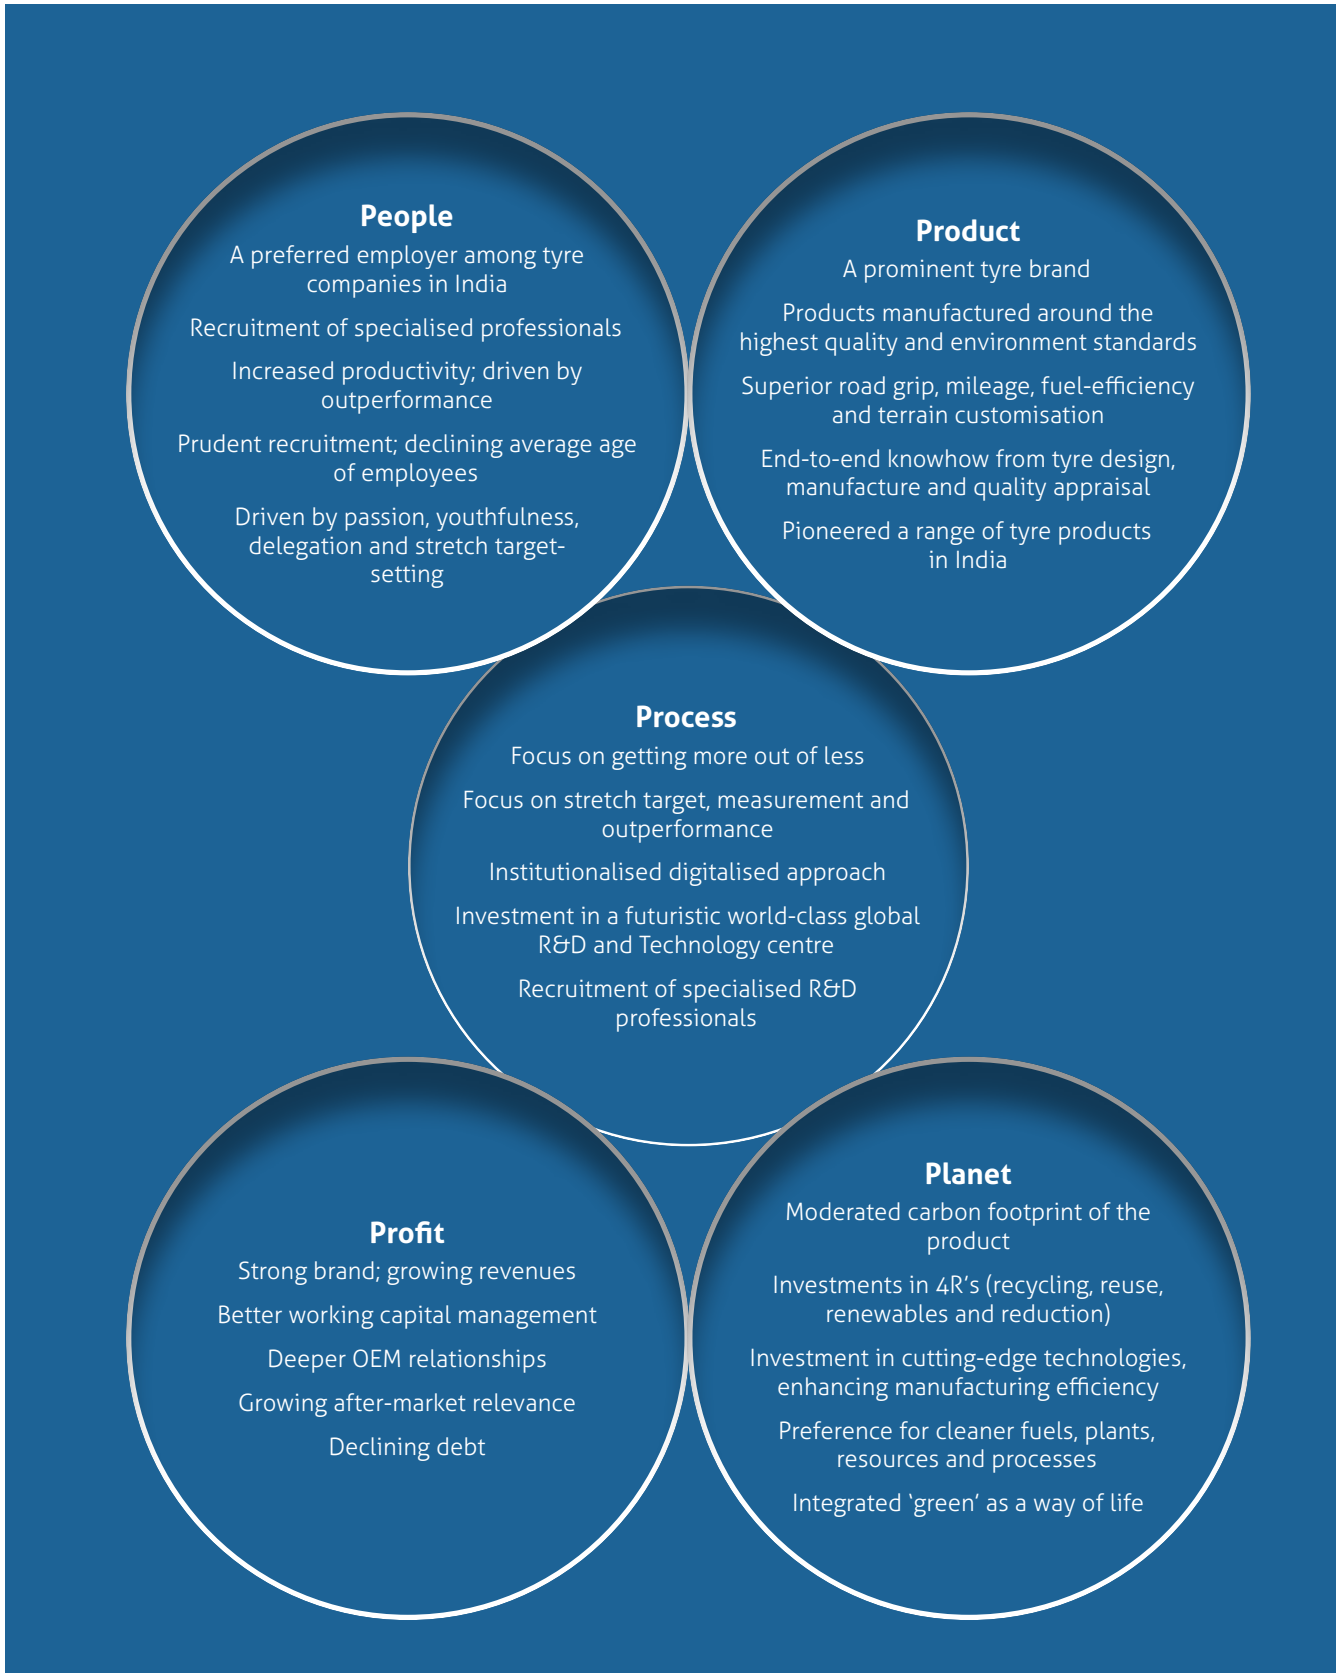 People
A preferred employer among tyre
companies in India
Recruitment of specialised professionals
Increased productivity; driven by
outperformance
Prudent recruitment; declining average age
of employees
Driven by passion, youthfulness,
delegation and stretch target-
setting
Product
A prominent tyre brand
Products manufactured around the
highest quality and environment standards
Superior road grip, mileage, fuel-efficiency
and terrain customisation
End-to-end knowhow from tyre design,
manufacture and quality appraisal
Pioneered a range of tyre products
in India
Process
Focus on getting more out of less
Focus on stretch target, measurement and
outperformance
Institutionalised digitalised approach
Investment in a futuristic world-class global
R&D and Technology centre
Recruitment of specialised R&D
professionals
Profit
Strong brand; growing revenues
Better working capital management
Deeper OEM relationships
Growing after-market relevance
Declining debt
Planet
Moderated carbon footprint of the
product
Investments in 4R’s (recycling, reuse,
renewables and reduction)
Investment in cutting-edge technologies,
enhancing manufacturing efficiency
Preference for cleaner fuels, plants,
resources and processes
Integrated ‘green’ as a way of life